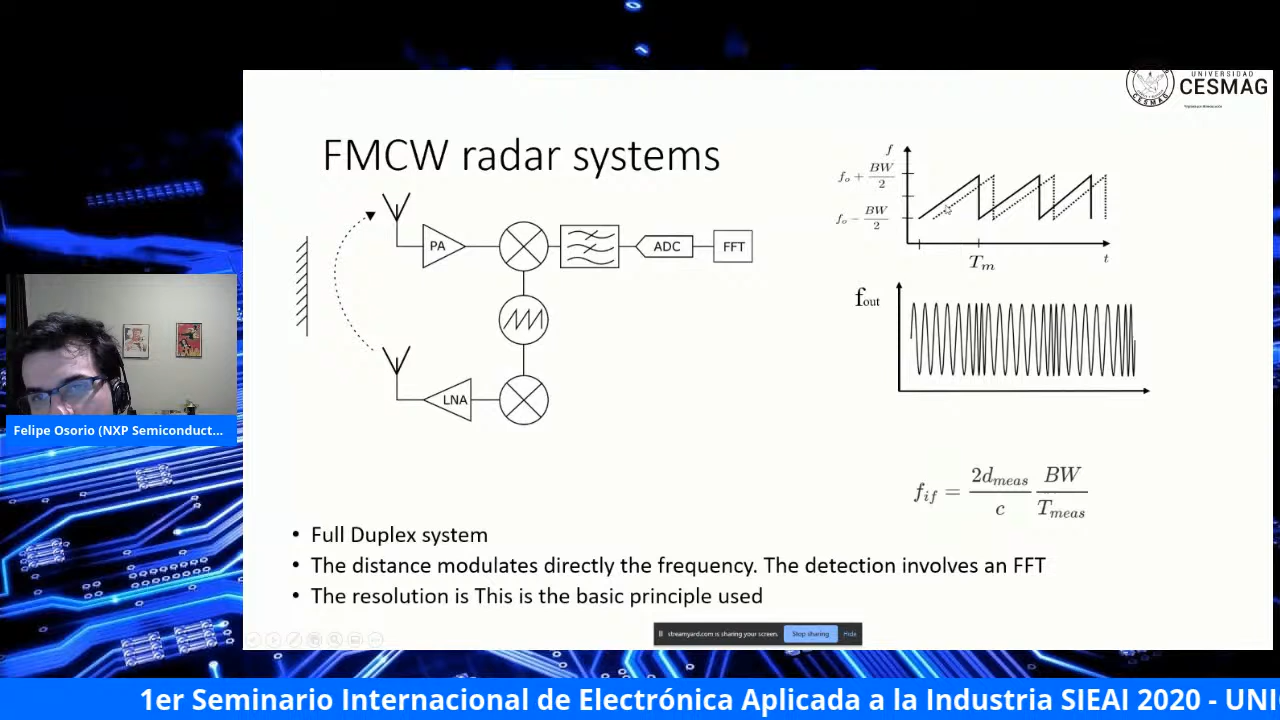 UNIVERSIDAD
CESMAG
CESMAG
FMCW radar systems
PA
ADC
FFT
LNA
f
f_o + BW/2
f_o − BW/2
T_m
t
f_out
f_if = 2d_meas/c BW/T_meas
Felipe Osorio (NXP Semiconduct...
• Full Duplex system
• The distance modulates directly the frequency. The detection involves an FFT
• The resolution is This is the basic principle used
streamyard.com is sharing your screen.
Stop sharing
Hide
1er Seminario Internacional de Electrónica Aplicada a la Industria SIEAI 2020 - UNI